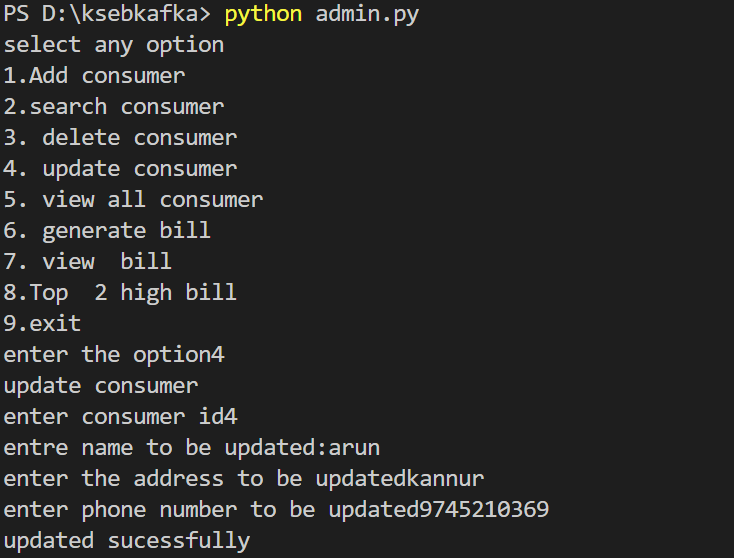 PS D:\ksebkafka> python admin.py
select any option
1.Add consumer
2.search consumer
3. delete consumer
4. update consumer
5. view all consumer
6. generate bill
7. view  bill
8.Top  2 high bill
9.exit
enter the option4
update consumer
enter consumer id4
entre name to be updated:arun
enter the address to be updatedkannur
enter phone number to be updated9745210369
updated sucessfully